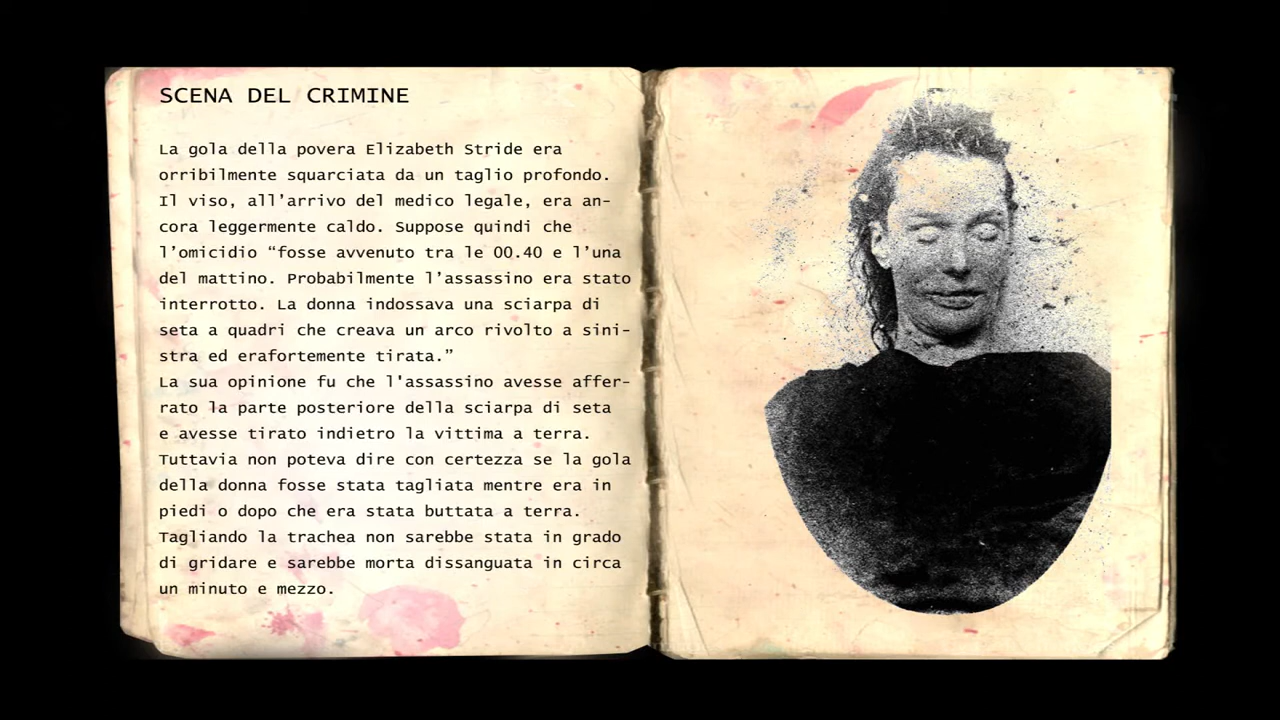 SCENA DEL CRIMINE
La gola della povera Elizabeth Stride era
orribilmente squarciata da un taglio profondo.
Il viso, all’arrivo del medico legale, era an-
cora leggermente caldo. Suppose quindi che
l’omicidio “fosse avvenuto tra le 00.40 e l’una
del mattino. Probabilmente l’assassino era stato
interrotto. La donna indossava una sciarpa di
seta a quadri che creava un arco rivolto a sini-
stra ed erafortemente tirata.”
La sua opinione fu che l'assassino avesse affer-
rato la parte posteriore della sciarpa di seta
e avesse tirato indietro la vittima a terra.
Tuttavia non poteva dire con certezza se la gola
della donna fosse stata tagliata mentre era in
piedi o dopo che era stata buttata a terra.
Tagliando la trachea non sarebbe stata in grado
di gridare e sarebbe morta dissanguata in circa
un minuto e mezzo.